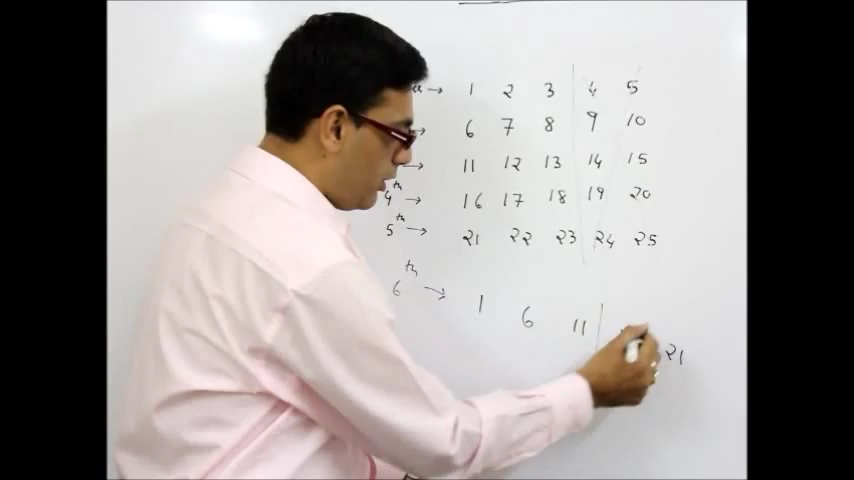 → 1 2 3 4 5
→ 6 7 8 9 10
→ 11 12 13 14 15
4th → 16 17 18 19 20
5th → 21 22 23 24 25
6th → 1 6 11 21